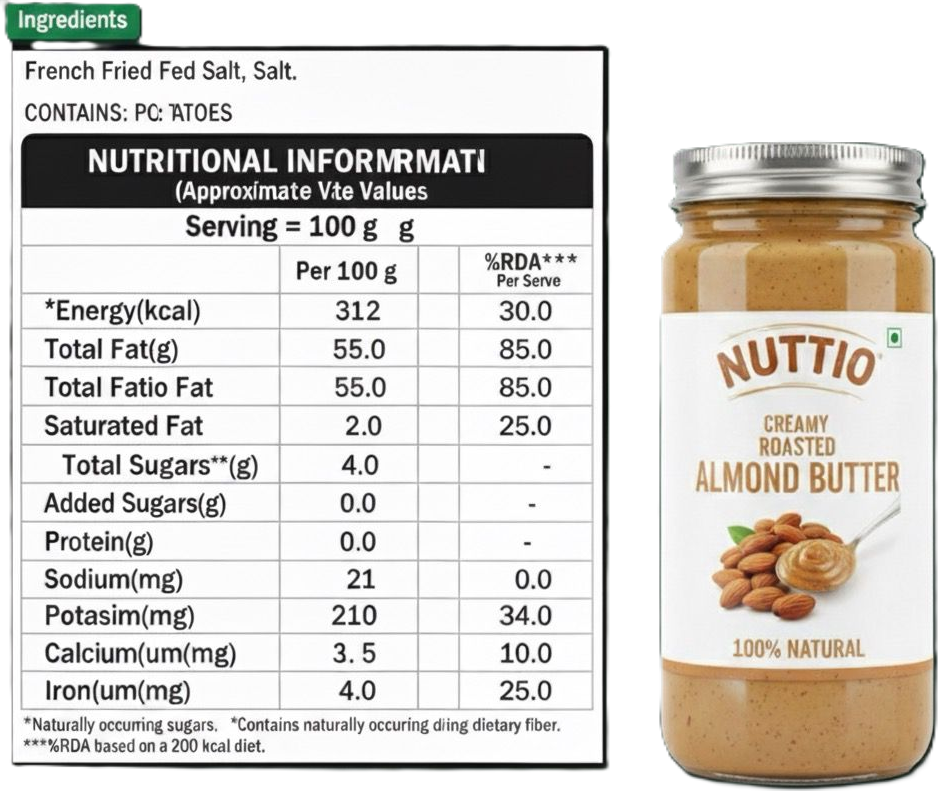 Ingredients
French Fried Fed Salt, Salt.
CONTAINS: PO: TATOES
NUTRITIONAL INFORMRMATI
(Approximate Vite Values
Serving = 100 g g
Per 100 g %RDA*** Per Serve
*Energy(kcal) 312 30.0
Total Fat(g) 55.0 85.0
Total Fatio Fat 55.0 85.0
Saturated Fat 2.0 25.0
Total Sugars**(g) 4.0 -
Added Sugars(g) 0.0 -
Protein(g) 0.0 -
Sodium(mg) 21 0.0
Potasim(mg) 210 34.0
Calcium(um(mg) 3. 5 10.0
Iron(um(mg) 4.0 25.0
*Naturally occurring sugars. *Contains naturally occuring diing dietary fiber.
***%RDA based on a 200 kcal diet.
NUTTIO
CREAMY
ROASTED
ALMOND BUTTER
100% NATURAL